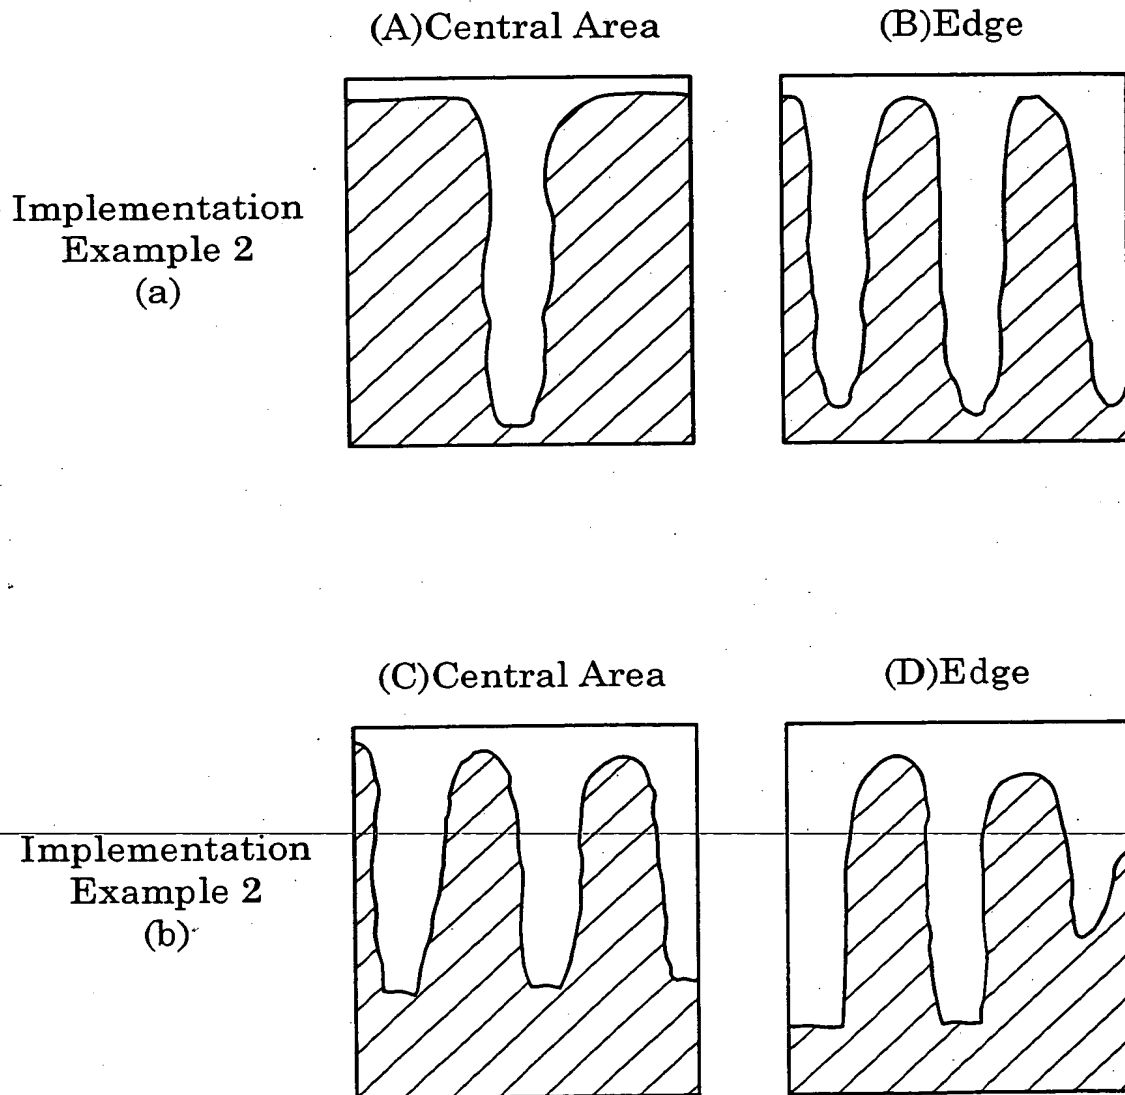 (A)Central Area
(B)Edge
Implementation
Example 2
(a)
(C)Central Area
(D)Edge
Implementation
Example 2
(b)